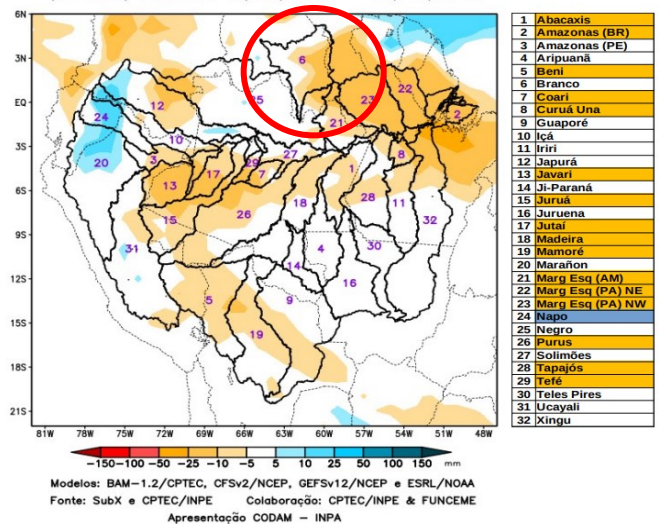 6N
3N
EQ
3S
6S
9S
12S
15S
18S
21S
81W 78W 75W 72W 69W 66W 63W 60W 57W 54W 51W 48W
6
12
25
23
22
24
21
2
10
27
20
3
29
8
13
17
7
1
18
28
11
15
26
32
31
4
30
14
16
5
9
19
-150 -100 -50 -25 -10 -5 5 10 25 50 100 150 mm
Modelos: BAM-1.2/CPTEC, CFSv2/NCEP, GEFSv12/NCEP e ESRL/NOAA
Fonte: SubX e CPTEC/INPE Colaboração: CPTEC/INPE & FUNCEME
Apresentação CODAM - INPA
1 Abacaxis
2 Amazonas (BR)
3 Amazonas (PE)
4 Aripuanã
5 Beni
6 Branco
7 Coari
8 Curuá Una
9 Guaporé
10 Içá
11 Iriri
12 Japurá
13 Javari
14 Ji-Paraná
15 Juruá
16 Juruena
17 Jutaí
18 Madeira
19 Mamoré
20 Marañon
21 Marg Esq (AM)
22 Marg Esq (PA) NE
23 Marg Esq (PA) NW
24 Napo
25 Negro
26 Purus
27 Solimões
28 Tapajós
29 Tefé
30 Teles Pires
31 Ucayali
32 Xingu